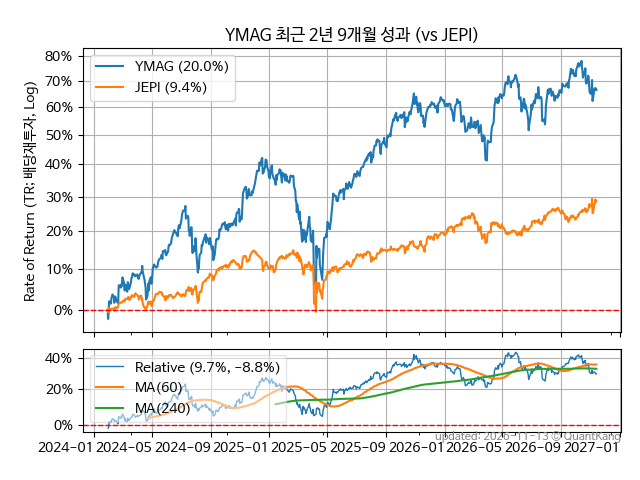 YMAG 최근 2년 9개월 성과 (vs JEPI)
Rate of Return (TR: 배당재투자, Log)
80%
70%
60%
50%
40%
30%
20%
10%
0%
YMAG (20.0%)
JEPI (9.4%)
40%
20%
0%
Relative (9.7%, −8.8%)
MA(60)
MA(240)
updated: 2026-11-13 © QuantKang
2024−01 2024−05 2024−09 2025−01 2025−05 2025−09 2026−01 2026−05 2026−09 2027−01